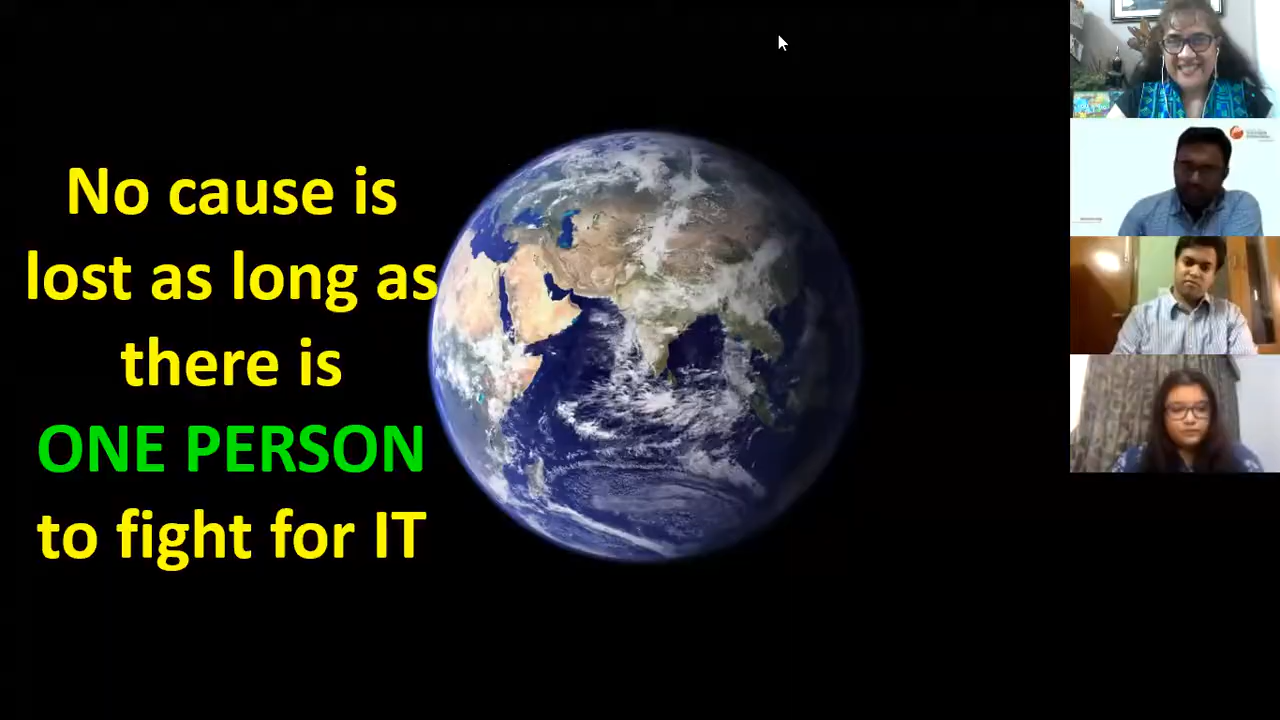 No cause is
lost as long as
there is
ONE PERSON
to fight for IT